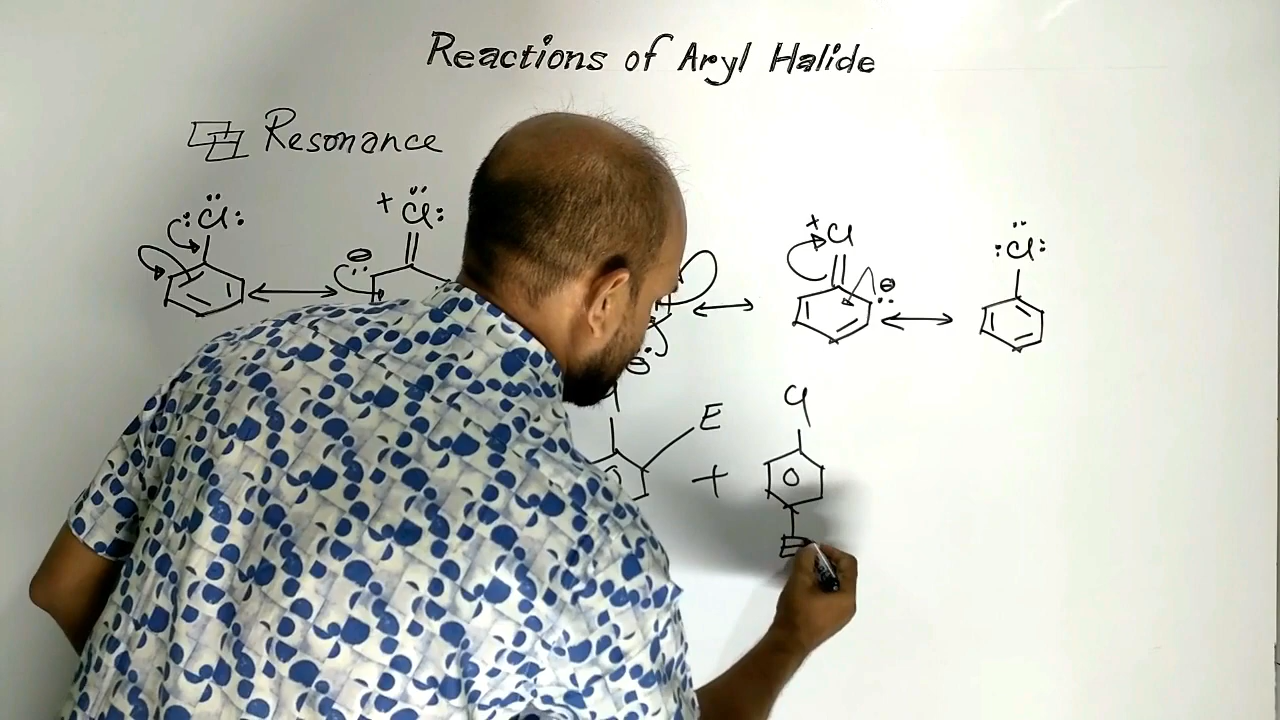 Reactions of Aryl Halide
Resonance
:Cl: + Cl: + Cl :Cl:
⊖ ⊖ ⊖
E Cl
+
E